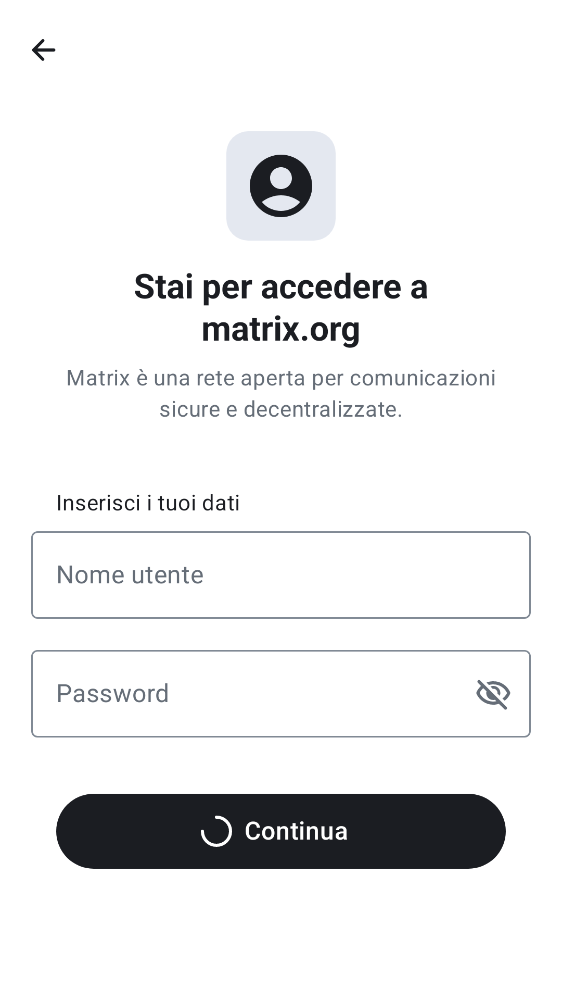 Stai per accedere a
matrix.org
Matrix è una rete aperta per comunicazioni
sicure e decentralizzate.
Inserisci i tuoi dati
Nome utente
Password
Continua